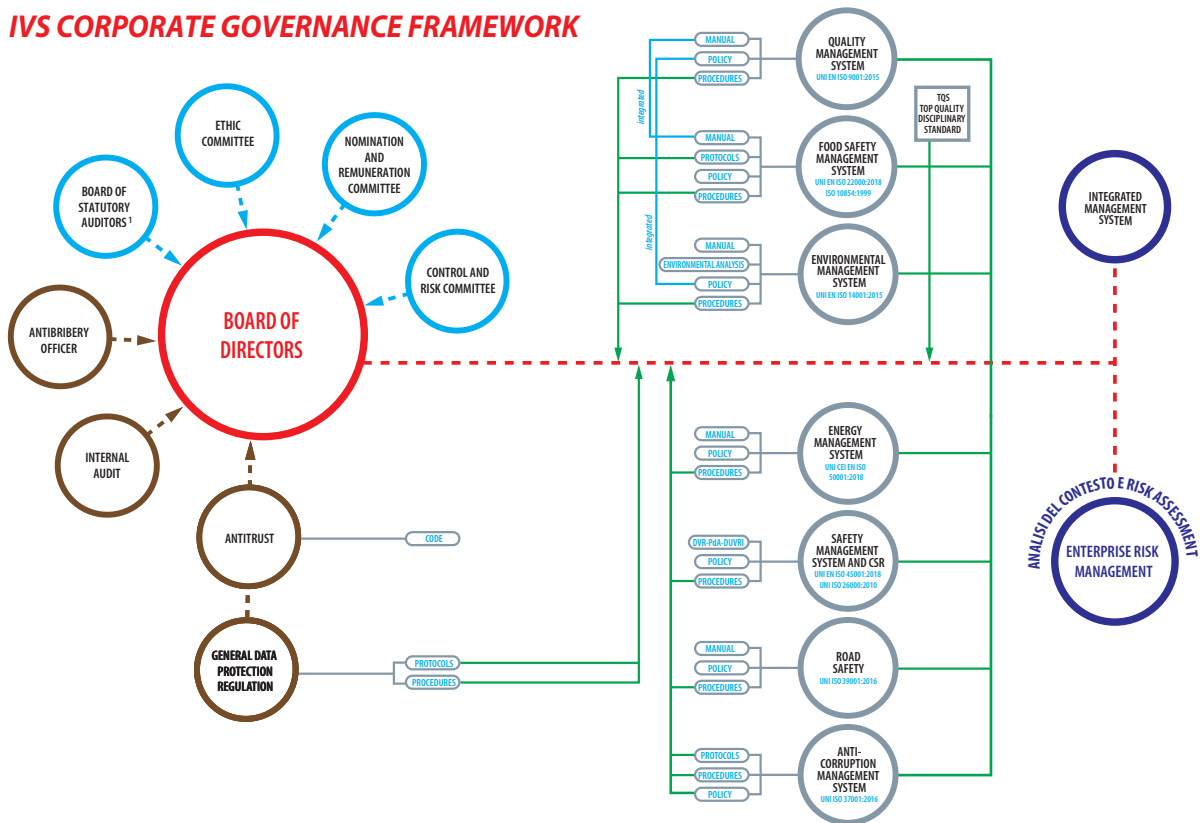 IVS CORPORATE GOVERNANCE FRAMEWORK
ETHIC
COMMITTEE
NOMINATION
AND
REMUNERATION
COMMITTEE
BOARD OF
STATUTORY
AUDITORS 1
CONTROL AND
RISK COMMITTEE
BOARD OF
DIRECTORS
ANTIBRIBERY
OFFICER
INTERNAL
AUDIT
ANTITRUST
CODE
GENERAL DATA
PROTECTION
REGULATION
PROTOCOLS
PROCEDURES
MANUAL
POLICY
PROCEDURES
QUALITY
MANAGEMENT
SYSTEM
UNI EN ISO 9001:2015
integrated
TQS
TOP QUALITY
DISCIPLINARY
STANDARD
MANUAL
PROTOCOLS
POLICY
PROCEDURES
FOOD SAFETY
MANAGEMENT
SYSTEM
UNI EN ISO 22000:2018
ISO 10854:1999
integrated
MANUAL
ENVIRONMENTAL ANALYSIS
POLICY
PROCEDURES
ENVIRONMENTAL
MANAGEMENT
SYSTEM
UNI EN ISO 14001:2015
INTEGRATED
MANAGEMENT
SYSTEM
MANUAL
POLICY
PROCEDURES
ENERGY
MANAGEMENT
SYSTEM
UNI CEI EN ISO
50001:2018
DVR-PdA-DUVRI
POLICY
PROCEDURES
SAFETY
MANAGEMENT
SYSTEM AND CSR
UNI EN ISO 45001:2018
UNI ISO 26000:2010
ANALISI DEL CONTESTO E RISK ASSESSMENT
ENTERPRISE RISK
MANAGEMENT
MANUAL
POLICY
PROCEDURES
ROAD
SAFETY
UNI ISO 39001:2016
PROTOCOLS
PROCEDURES
POLICY
ANTI-
CORRUPTION
MANAGEMENT
SYSTEM
UNI ISO 37001:2016